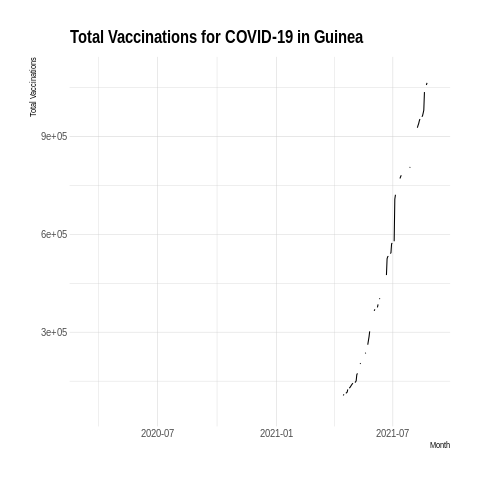 Total Vaccinations for COVID-19 in Guinea
Total Vaccinations
9e+05
6e+05
3e+05
2020-07
2021-01
2021-07
Month